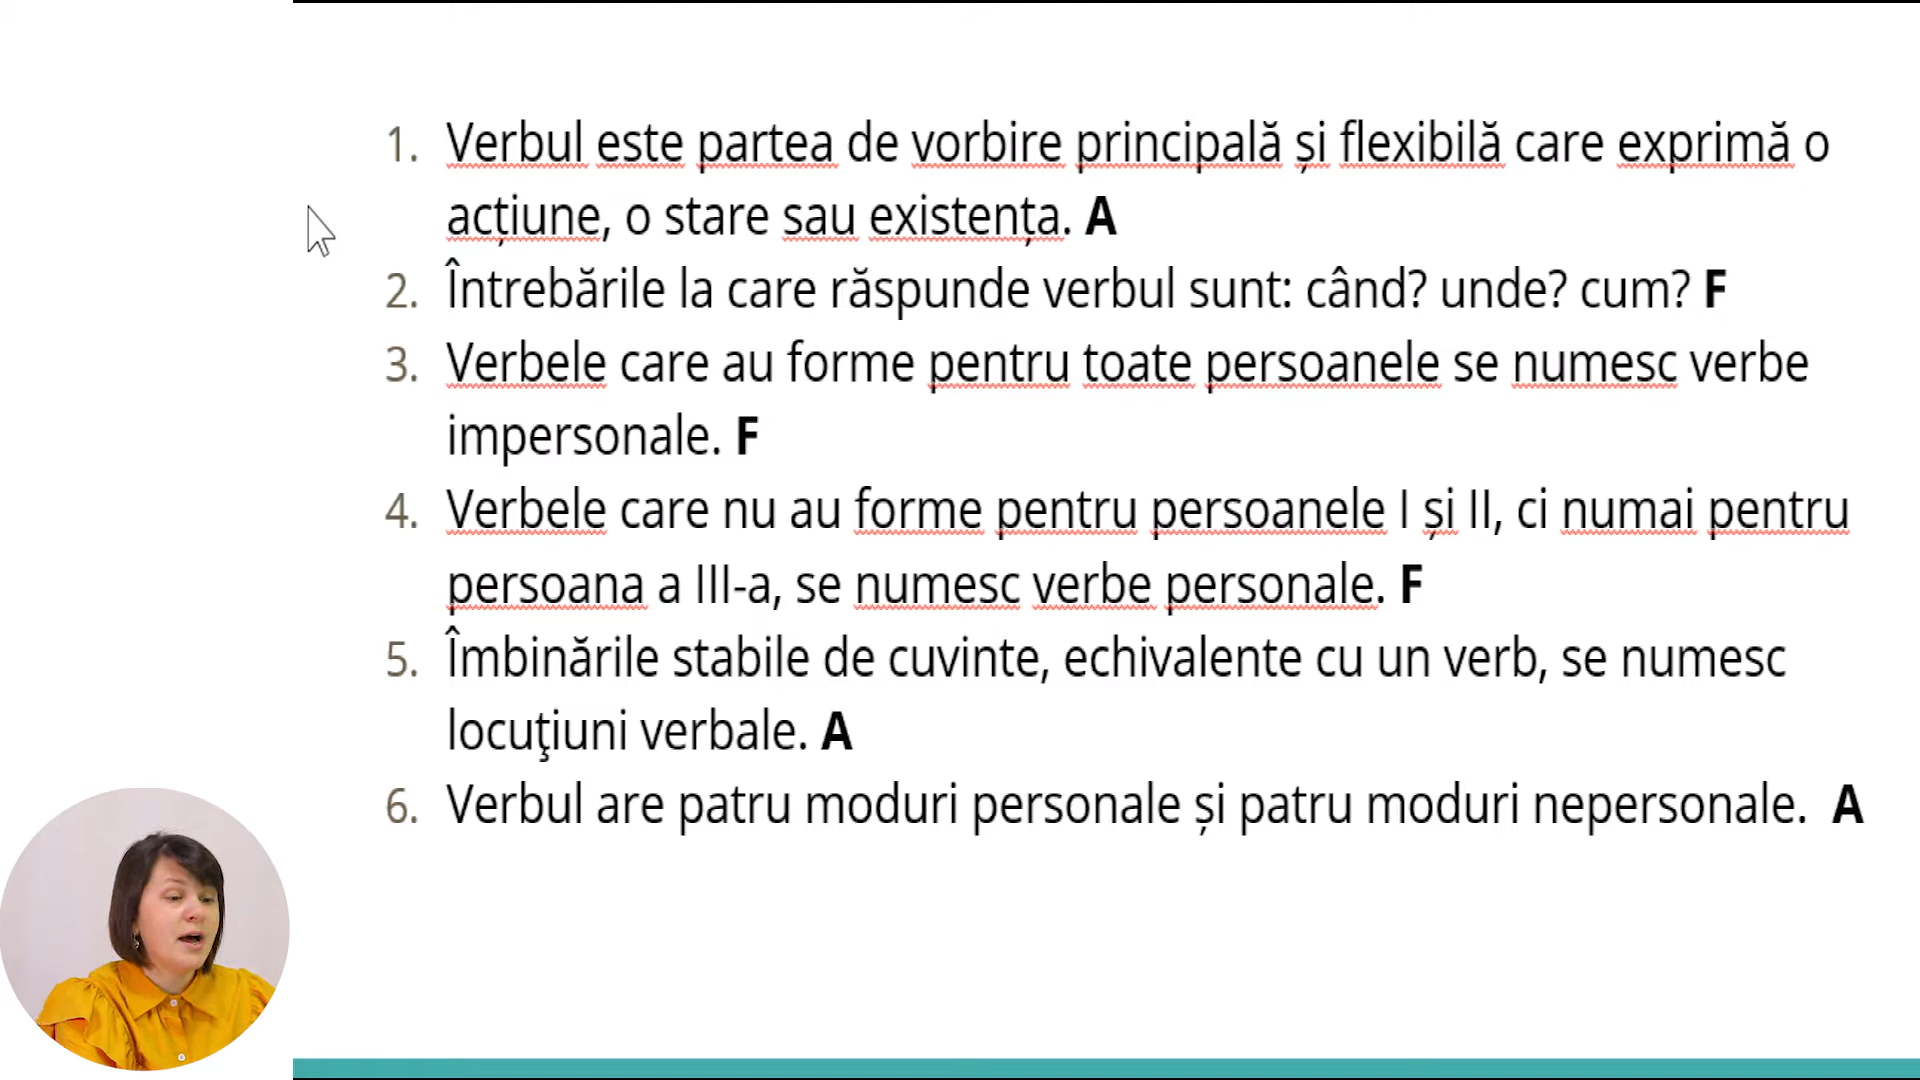 1. Verbul este partea de vorbire principală și flexibilă care exprimă o
acțiune, o stare sau existența. A
2. Întrebările la care răspunde verbul sunt: când? unde? cum? F
3. Verbele care au forme pentru toate persoanele se numesc verbe
impersonale. F
4. Verbele care nu au forme pentru persoanele I și II, ci numai pentru
persoana a III-a, se numesc verbe personale. F
5. Îmbinările stabile de cuvinte, echivalente cu un verb, se numesc
locuţiuni verbale. A
6. Verbul are patru moduri personale și patru moduri nepersonale. A